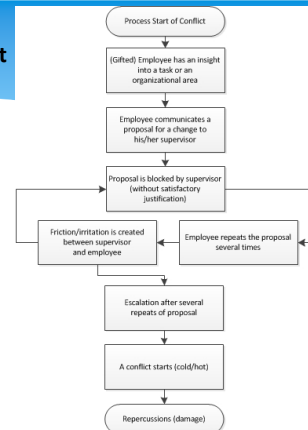 t
Process Start of Conflict
(Gifted) Employee has an insight
into a task or an
organizational area
Employee communicates a
proposal for a change to
his/her supervisor
Proposal is blocked by supervisor
(without satisfactory
justification)
Friction/irritation is created
between supervisor
and employee
Employee repeats the proposal
several times
Escalation after several
repeats of proposal
A conflict starts (cold/hot)
Repercussions (damage)